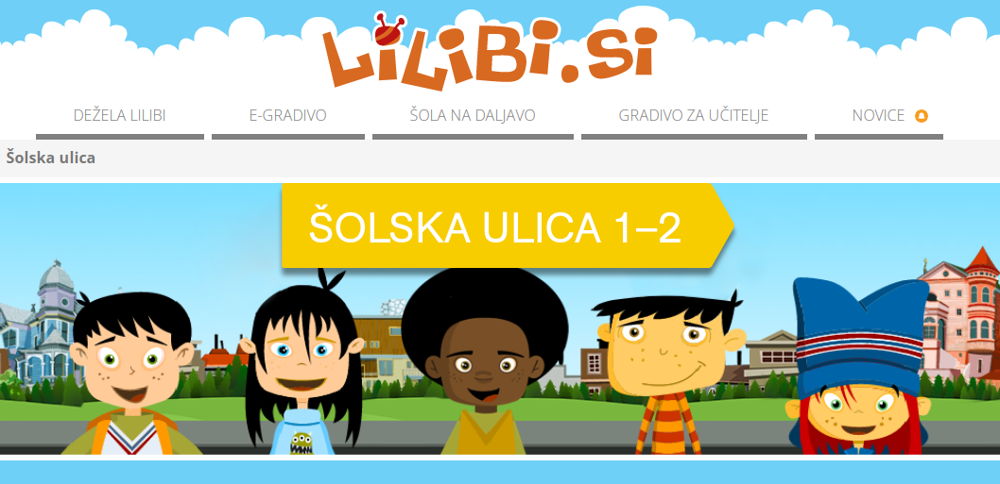 LiLiBi.Si
DEŽELA LILIBI
E-GRADIVO
ŠOLA NA DALJAVO
GRADIVO ZA UČITELJE
NOVICE
Šolska ulica
ŠOLSKA ULICA 1–2